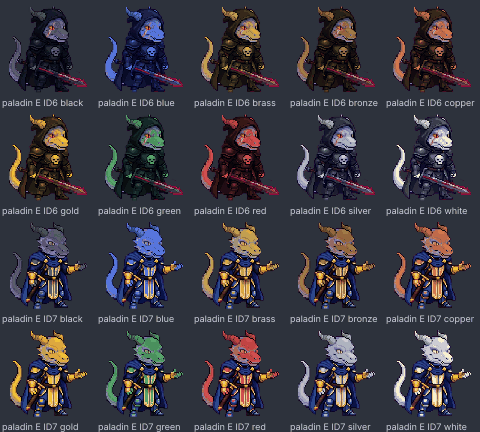 paladin E ID6 black
paladin E ID6 blue
paladin E ID6 brass
paladin E ID6 bronze
paladin E ID6 copper
paladin E ID6 gold
paladin E ID6 green
paladin E ID6 red
paladin E ID6 silver
paladin E ID6 white
paladin E ID7 black
paladin E ID7 blue
paladin E ID7 brass
paladin E ID7 bronze
paladin E ID7 copper
paladin E ID7 gold
paladin E ID7 green
paladin E ID7 red
paladin E ID7 silver
paladin E ID7 white